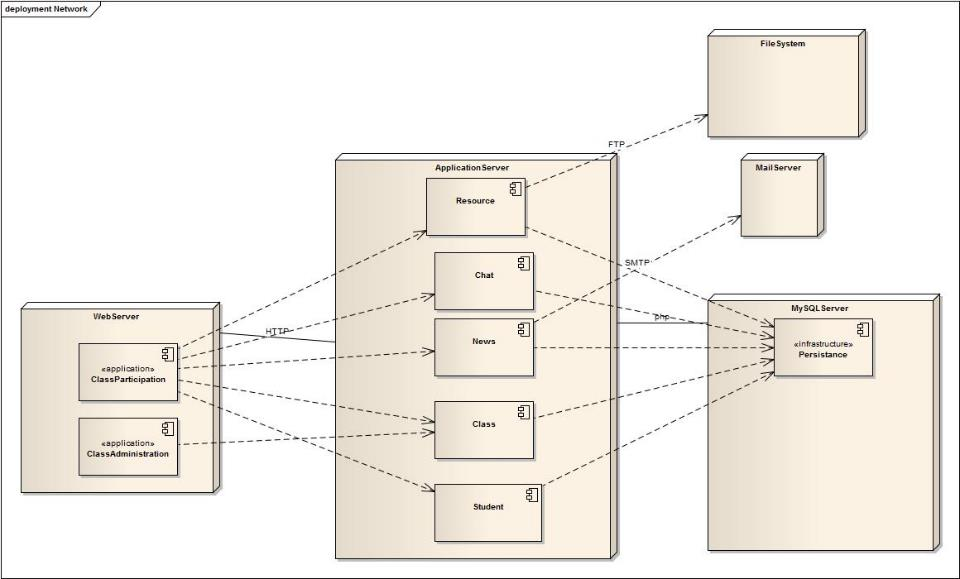 deployment Network
FileSystem
FTP
ApplicationServer
MailServer
Resource
SMTP
Chat
WebServer
HTTP
MySQLServer
php
News
«infrastructure»
Persistance
«application»
ClassParticipation
Class
«application»
ClassAdministration
Student